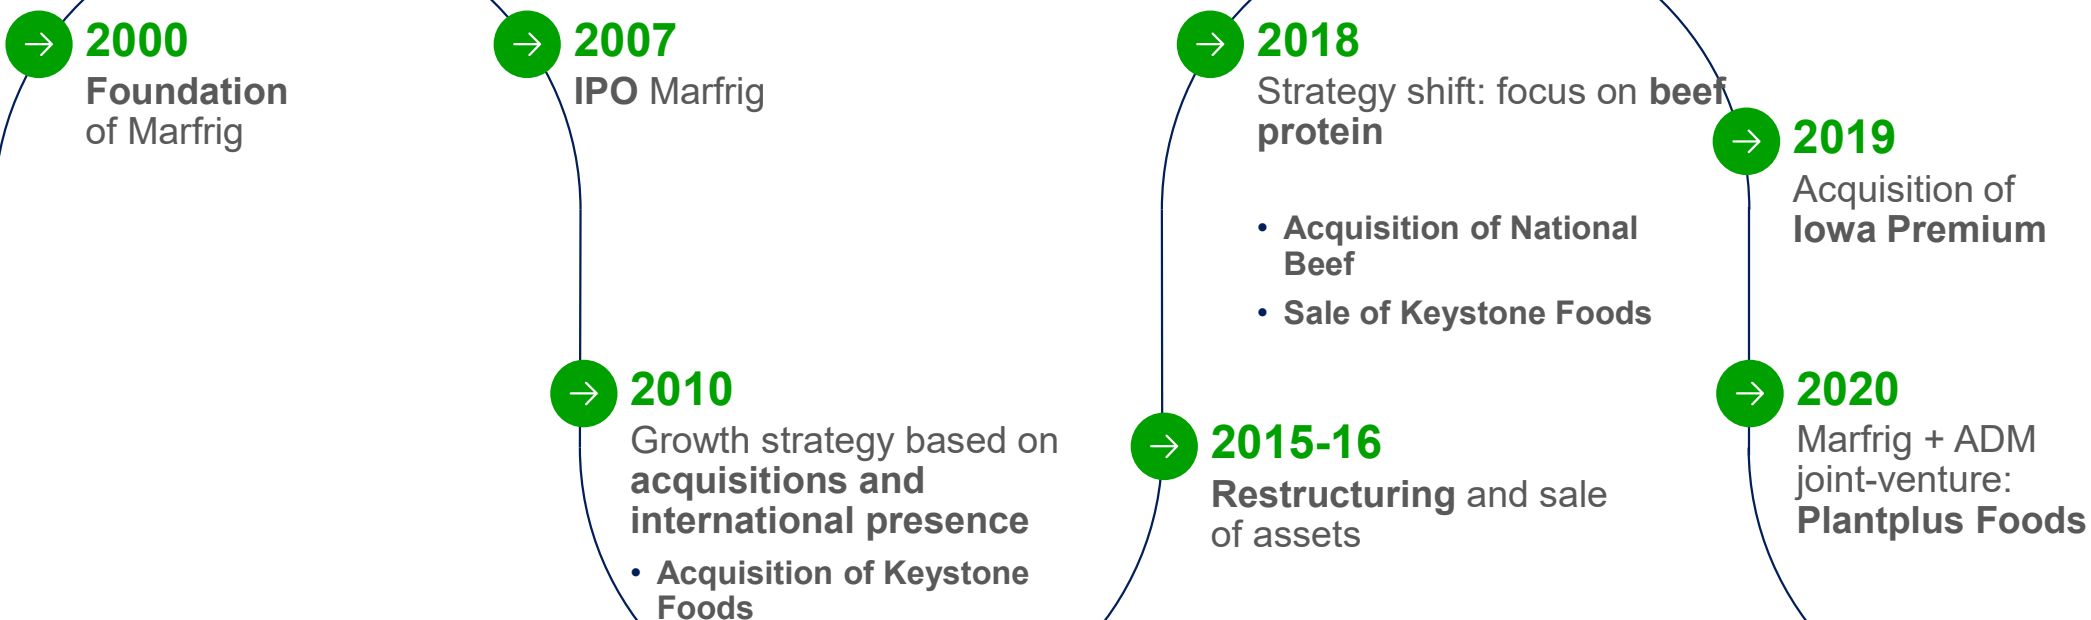 2000
Foundation
of Marfrig
2007
IPO Marfrig
2010
Growth strategy based on
acquisitions and
international presence
• Acquisition of Keystone
Foods
2015-16
Restructuring and sale
of assets
2018
Strategy shift: focus on beef
protein
• Acquisition of National
Beef
• Sale of Keystone Foods
2019
Acquisition of
Iowa Premium
2020
Marfrig + ADM
joint-venture:
Plantplus Foods